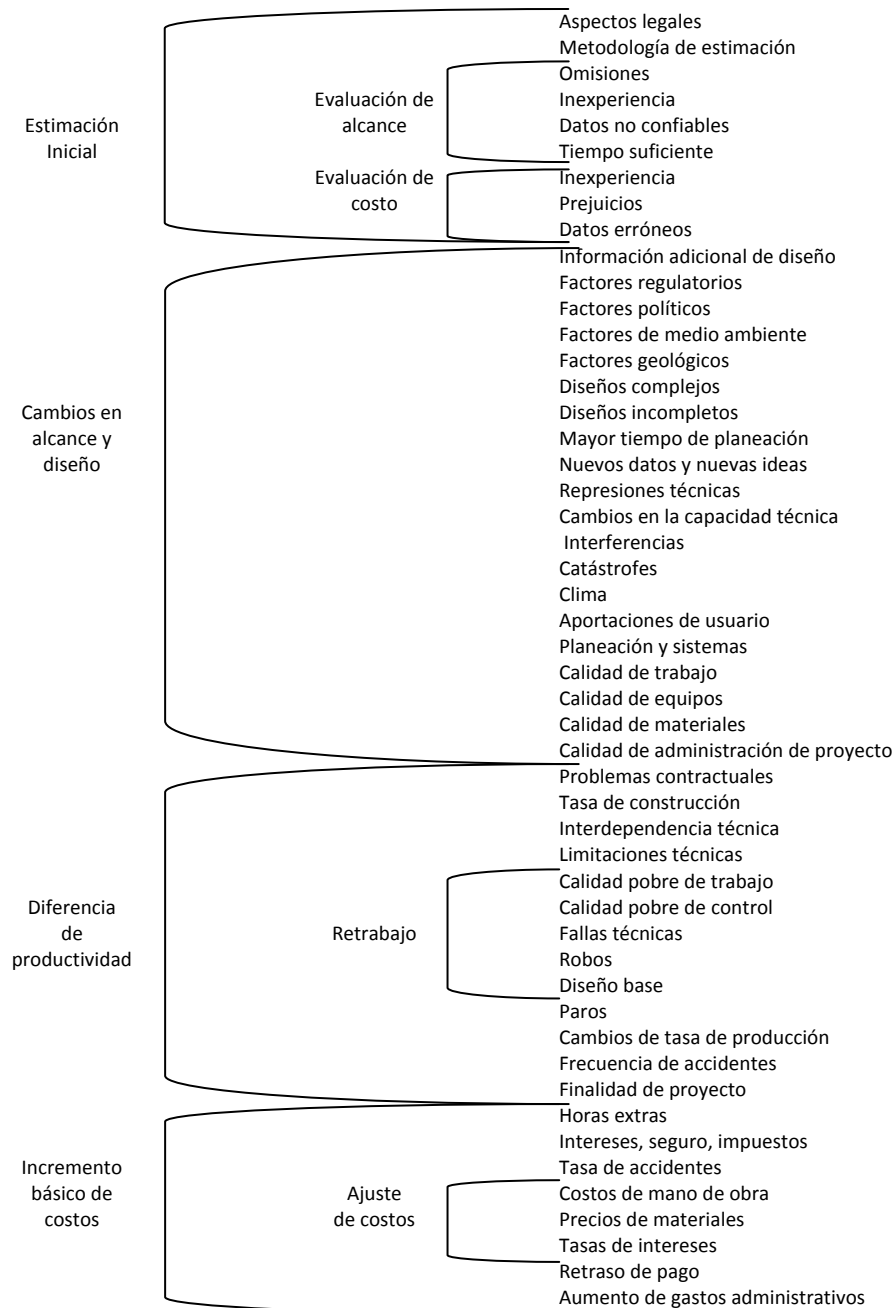 Estimación
Inicial
Aspectos legales
Metodología de estimación
Evaluación de
alcance
Omisiones
Inexperiencia
Datos no confiables
Tiempo suficiente
Evaluación de
costo
Inexperiencia
Prejuicios
Datos erróneos
Cambios en
alcance y
diseño
Información adicional de diseño
Factores regulatorios
Factores políticos
Factores de medio ambiente
Factores geológicos
Diseños complejos
Diseños incompletos
Mayor tiempo de planeación
Nuevos datos y nuevas ideas
Represiones técnicas
Cambios en la capacidad técnica
Interferencias
Catástrofes
Clima
Aportaciones de usuario
Planeación y sistemas
Calidad de trabajo
Calidad de equipos
Calidad de materiales
Calidad de administración de proyecto
Diferencia
de
productividad
Problemas contractuales
Tasa de construcción
Interdependencia técnica
Limitaciones técnicas
Retrabajo
Calidad pobre de trabajo
Calidad pobre de control
Fallas técnicas
Robos
Diseño base
Paros
Cambios de tasa de producción
Frecuencia de accidentes
Finalidad de proyecto
Incremento
básico de
costos
Horas extras
Intereses, seguro, impuestos
Tasa de accidentes
Ajuste
de costos
Costos de mano de obra
Precios de materiales
Tasas de intereses
Retraso de pago
Aumento de gastos administrativos